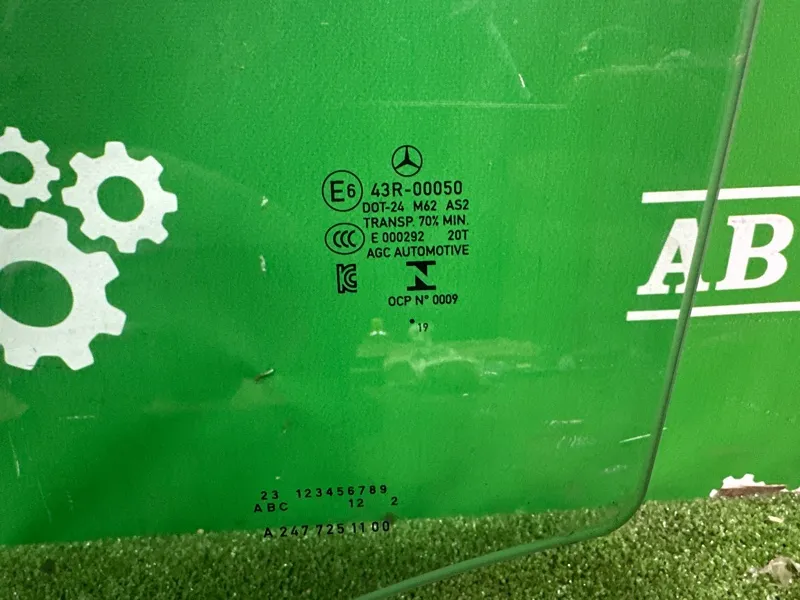 E6 43R-00050
DOT-24 M62 AS2
TRANSP. 70% MIN.
CCC E 000292 20T
AGC AUTOMOTIVE
OCP N° 0009
19
AB
23 123456789
ABC 12 2
A 247 725 11 00